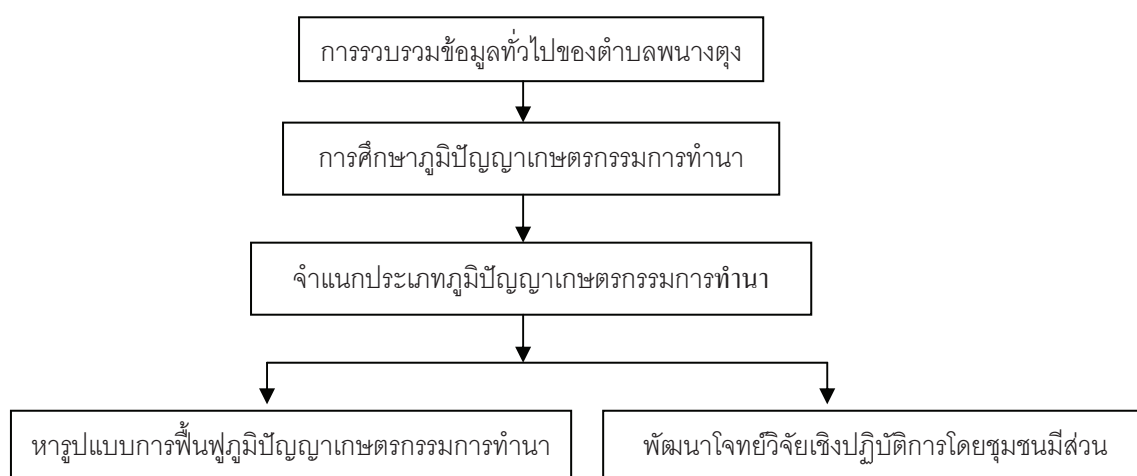 การรวบรวมข้อมูลทั่วไปของตำบลพนางตุง
การศึกษาภูมิปัญญาเกษตรกรรมการทำนา
จำแนกประเภทภูมิปัญญาเกษตรกรรมการทำนา
หารูปแบบการฟื้นฟูภูมิปัญญาเกษตรกรรมการทำนา
พัฒนาโจทย์วิจัยเชิงปฏิบัติการโดยชุมชนมีส่วน